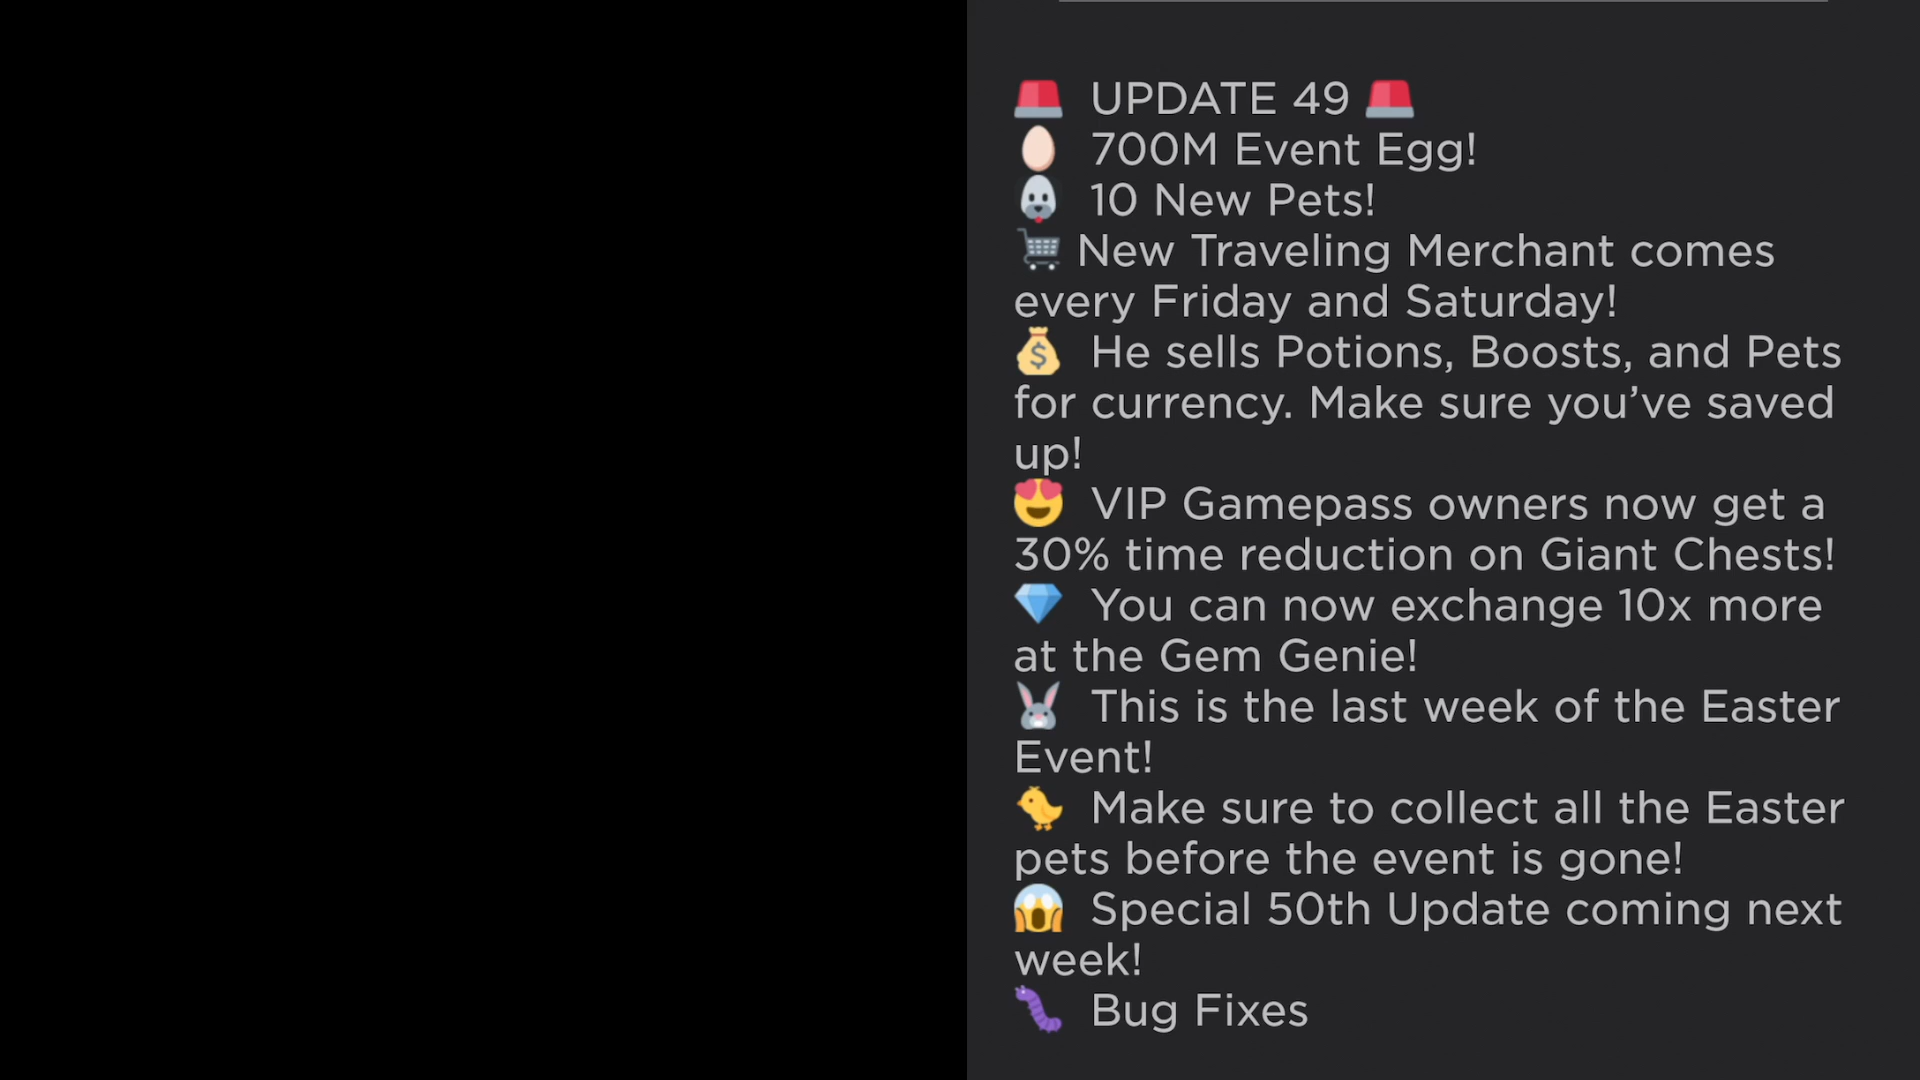 🚨 UPDATE 49 🚨
🥚 700M Event Egg!
🐶 10 New Pets!
🛒 New Traveling Merchant comes
every Friday and Saturday!
💰 He sells Potions, Boosts, and Pets
for currency. Make sure you’ve saved
up!
😍 VIP Gamepass owners now get a
30% time reduction on Giant Chests!
💎 You can now exchange 10x more
at the Gem Genie!
🐰 This is the last week of the Easter
Event!
🐤 Make sure to collect all the Easter
pets before the event is gone!
😱 Special 50th Update coming next
week!
🐛 Bug Fixes